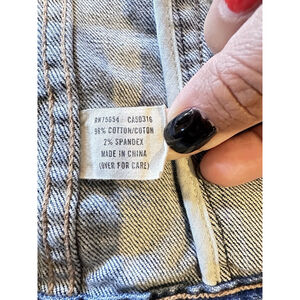 RN75654 CA50316
98% COTTON/COTON
2% SPANDEX
MADE IN CHINA
(OVER FOR CARE)